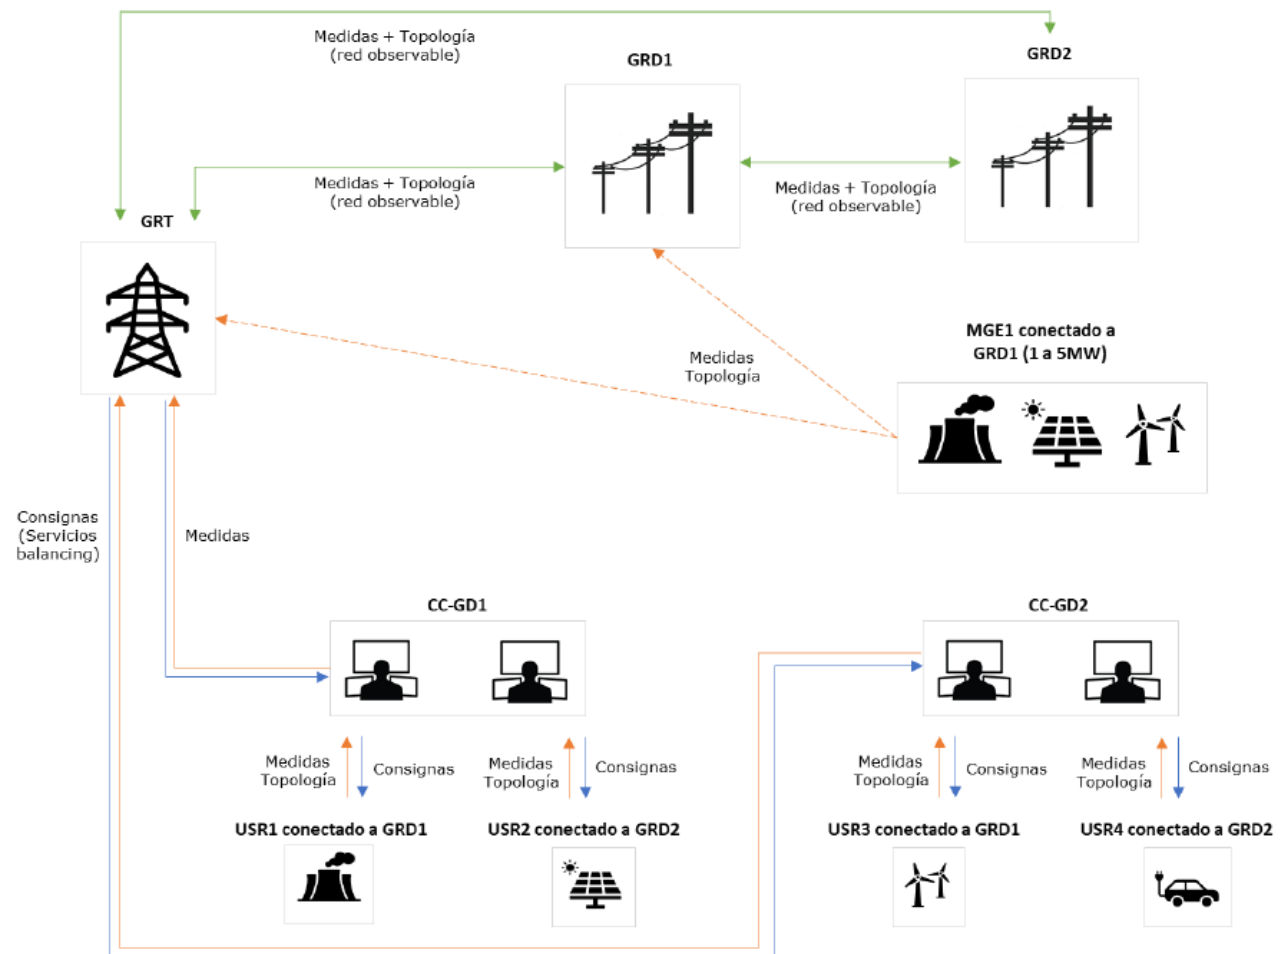 Medidas + Topología
(red observable)
GRD1
GRD2
Medidas + Topología
(red observable)
Medidas + Topología
(red observable)
GRT
MGE1 conectado a
GRD1 (1 a 5MW)
Medidas
Topología
Consignas
(Servicios
balancing)
Medidas
CC-GD1
CC-GD2
Medidas
Topología
Consignas
Medidas
Topología
Consignas
Medidas
Topología
Consignas
Medidas
Topología
Consignas
USR1 conectado a GRD1
USR2 conectado a GRD2
USR3 conectado a GRD1
USR4 conectado a GRD2